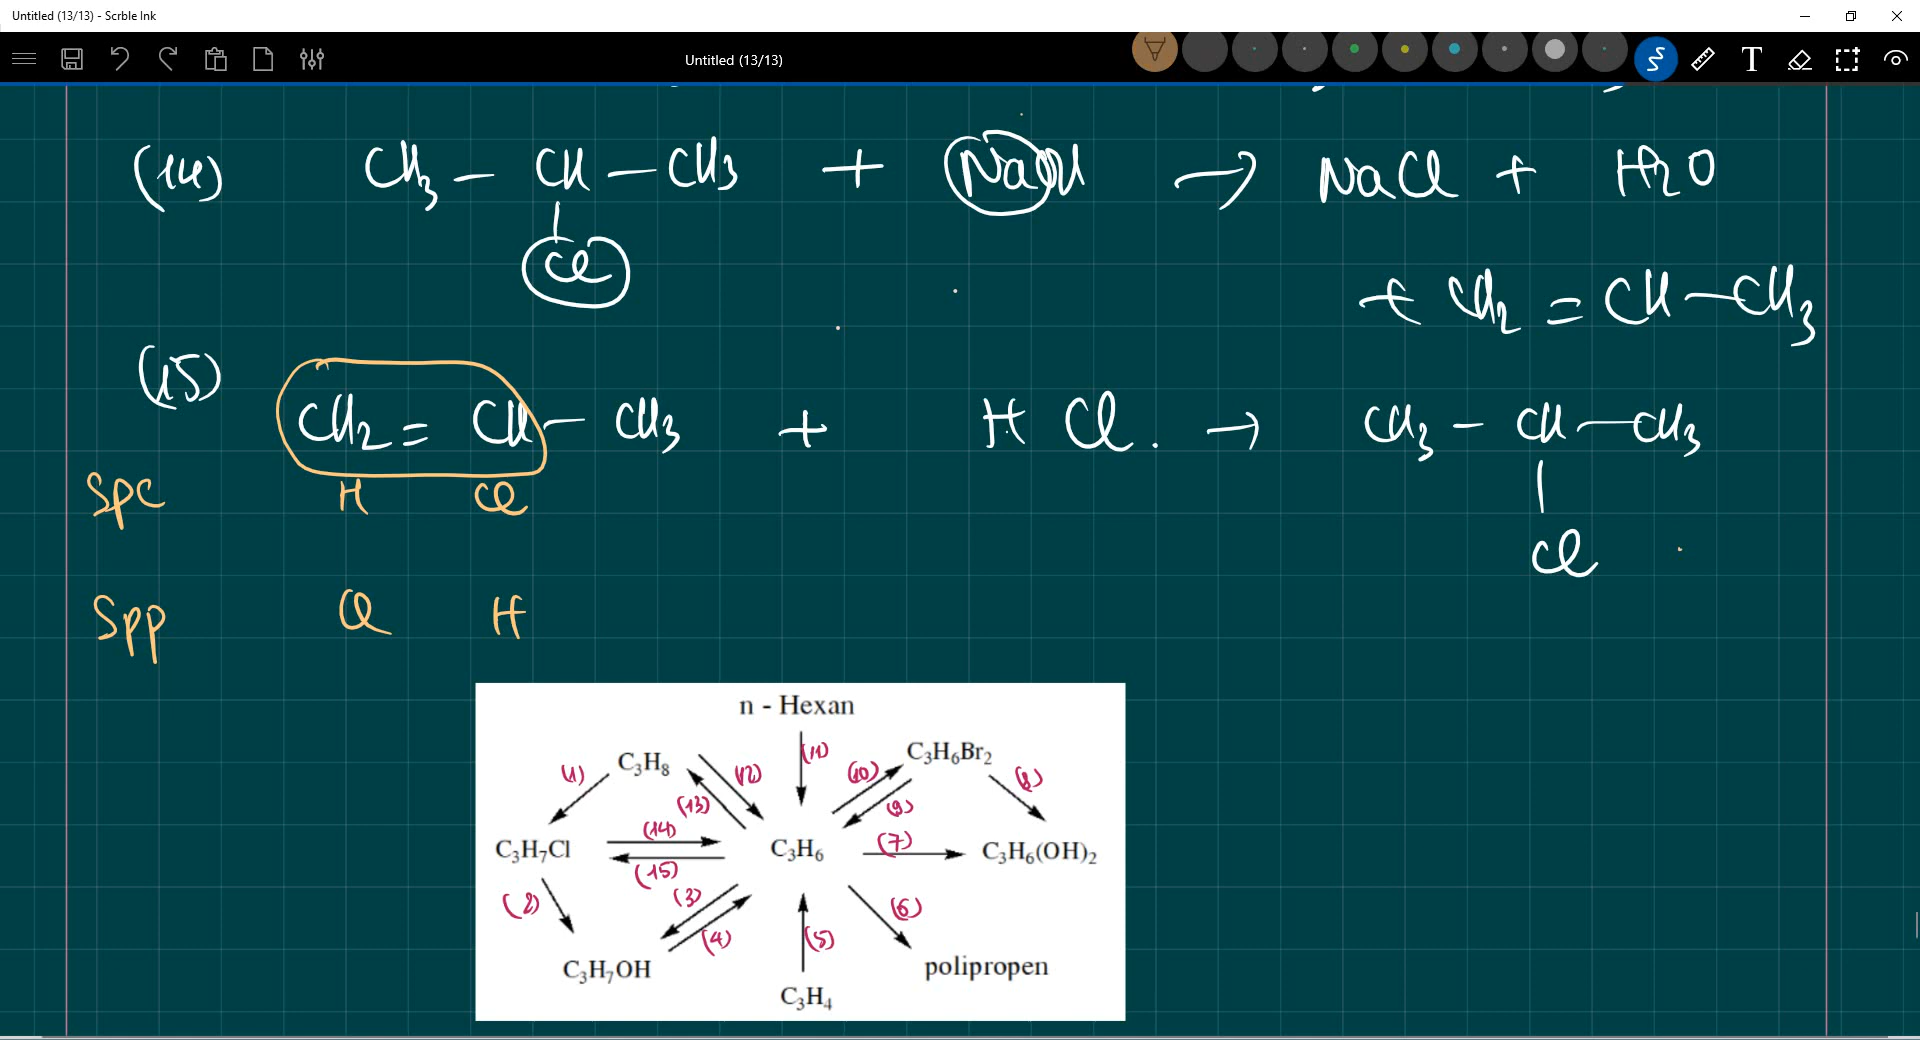 Untitled (13/13) - Scrble Ink
Untitled (13/13)
T
(14) CH3 – CH – CH3 + NaOH → NaCl + H2O
Cl
+ CH2 = CH – CH3
(15)
CH2 = CH – CH3 + H Cl. → CH3 – CH – CH3
Spc H Cl
Cl
Spp Cl H
n - Hexan
(11)
C3H8 C3H6Br2
(1) (12) (10) (8)
(13) (9)
(14) (7)
C3H7Cl C3H6 C3H6(OH)2
(15)
(2) (3) (6)
(4) (5)
C3H7OH polipropen
C3H4